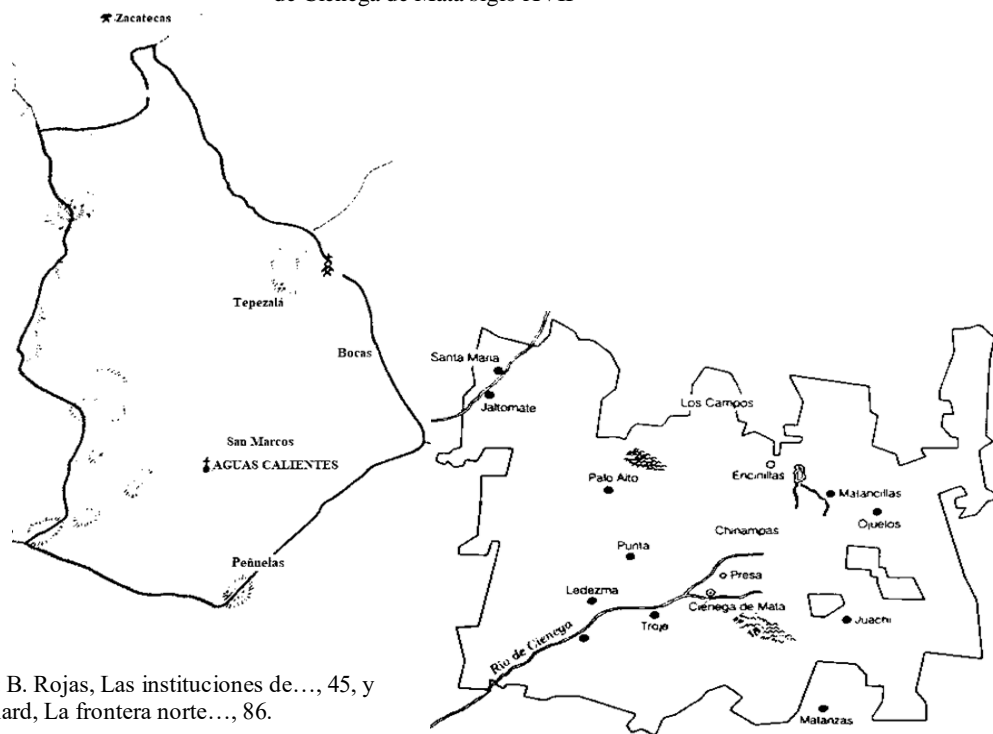 de Ciénega de Mata siglo XVII
Zacatecas
Tepezalá
Bocas
Santa Maria
Jaltomate
Los Campos
San Marcos
AGUAS CALIENTES
Palo Alto
Encinillas
Matancillas
Ojuelos
Chinampas
Punta
Peñuelas
Presa
Ledezma
Ciénega de Mata
Troje
Juachi
Rio de Cienega
Matanzas
B. Rojas, Las instituciones de…, 45, y
ard, La frontera norte…, 86.